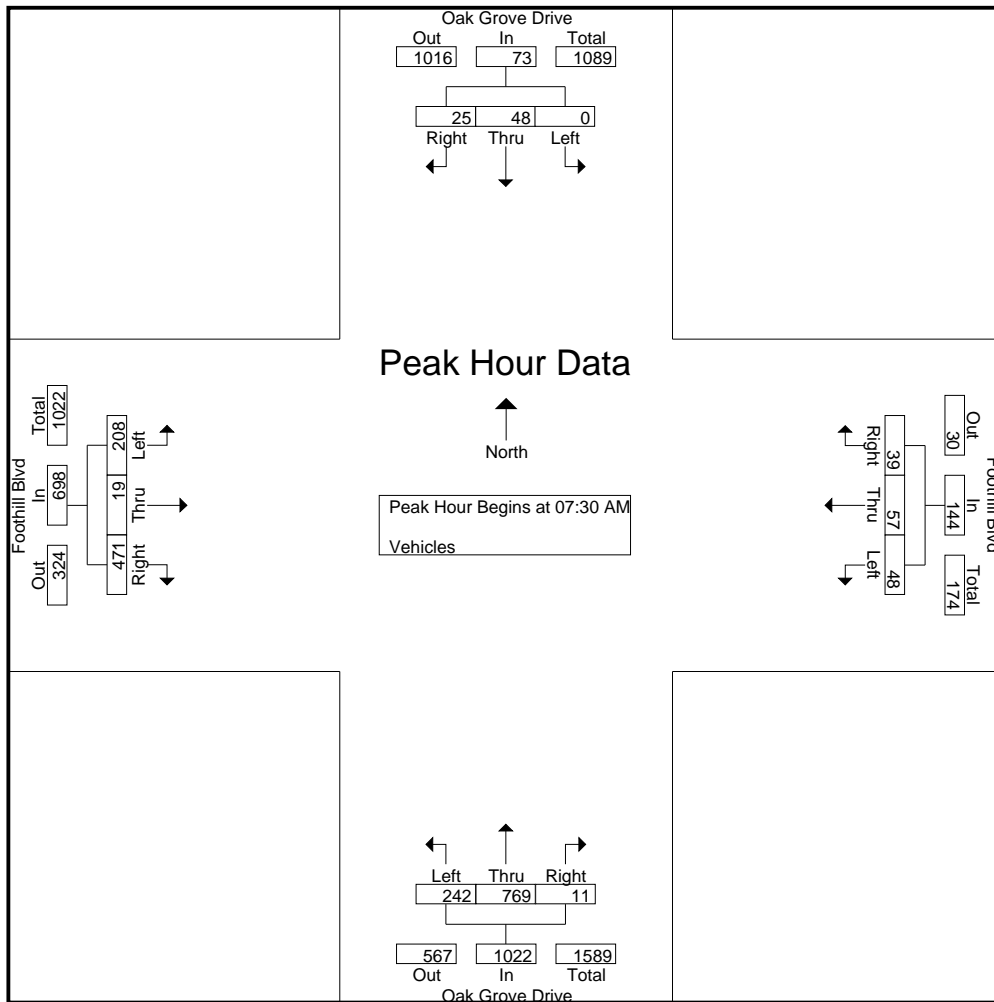 Oak Grove Drive
Out In Total
1016 73 1089
25 48 0
Right Thru Left
Peak Hour Data
North
Peak Hour Begins at 07:30 AM
Vehicles
Foothill Blvd
Out In Total
324 698 1022
Right Thru Left
471 19 208
Foothill Blvd
Out In Total
30 144 174
Right Thru Left
39 57 48
Left Thru Right
242 769 11
567 1022 1589
Out In Total
Oak Grove Drive